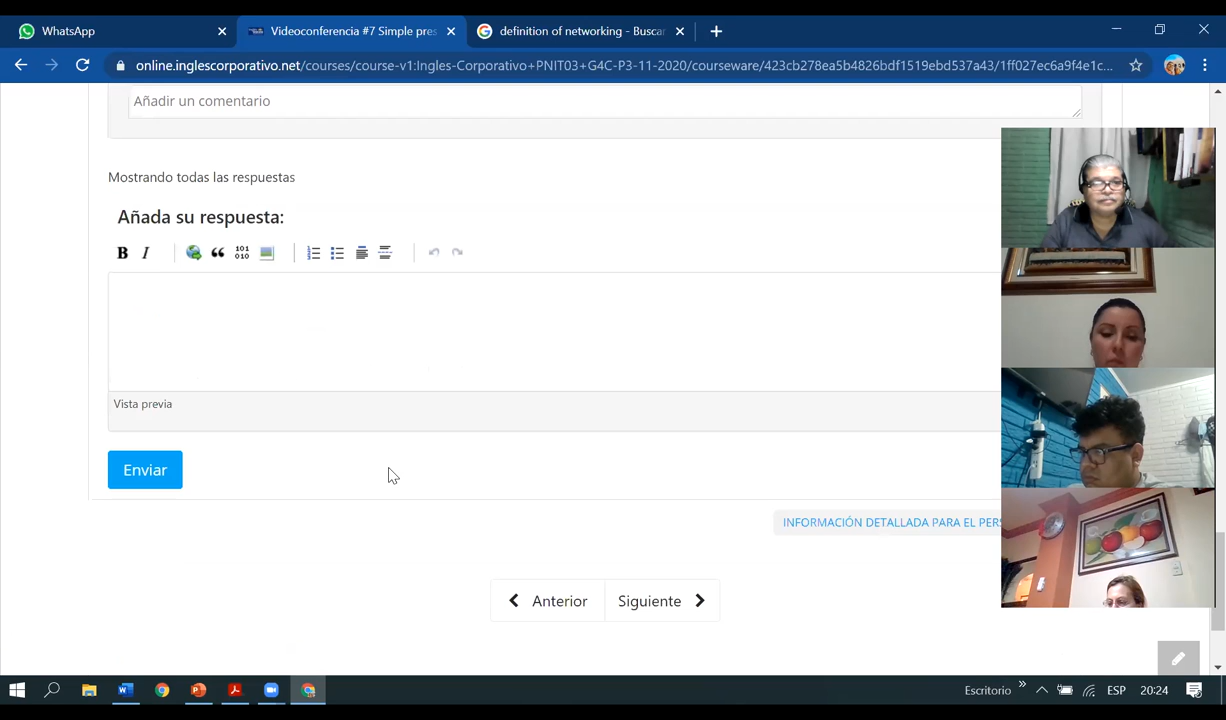 WhatsApp
Videoconferencia #7 Simple pres
definition of networking - Buscar
online.inglescorporativo.net/courses/course-v1:Ingles-Corporativo+PNIT03+G4C-P3-11-2020/courseware/423cb278ea5b4826bdf1519ebd537a43/1ff027ec6a9f4e1c...
Añadir un comentario
Mostrando todas las respuestas
Añada su respuesta:
B I 101 010
Vista previa
Enviar
INFORMACIÓN DETALLADA PARA EL PERS
Anterior Siguiente
Escritorio ESP 20:24